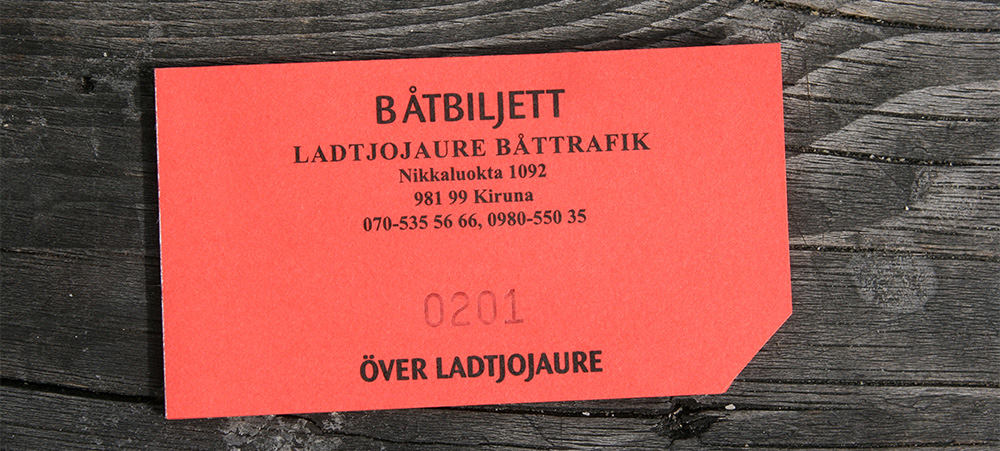 BÅTBILJETT
LADTJOJAURE BÅTTRAFIK
Nikkaluokta 1092
981 99 Kiruna
070-535 56 66, 0980-550 35
0201
ÖVER LADTJOJAURE